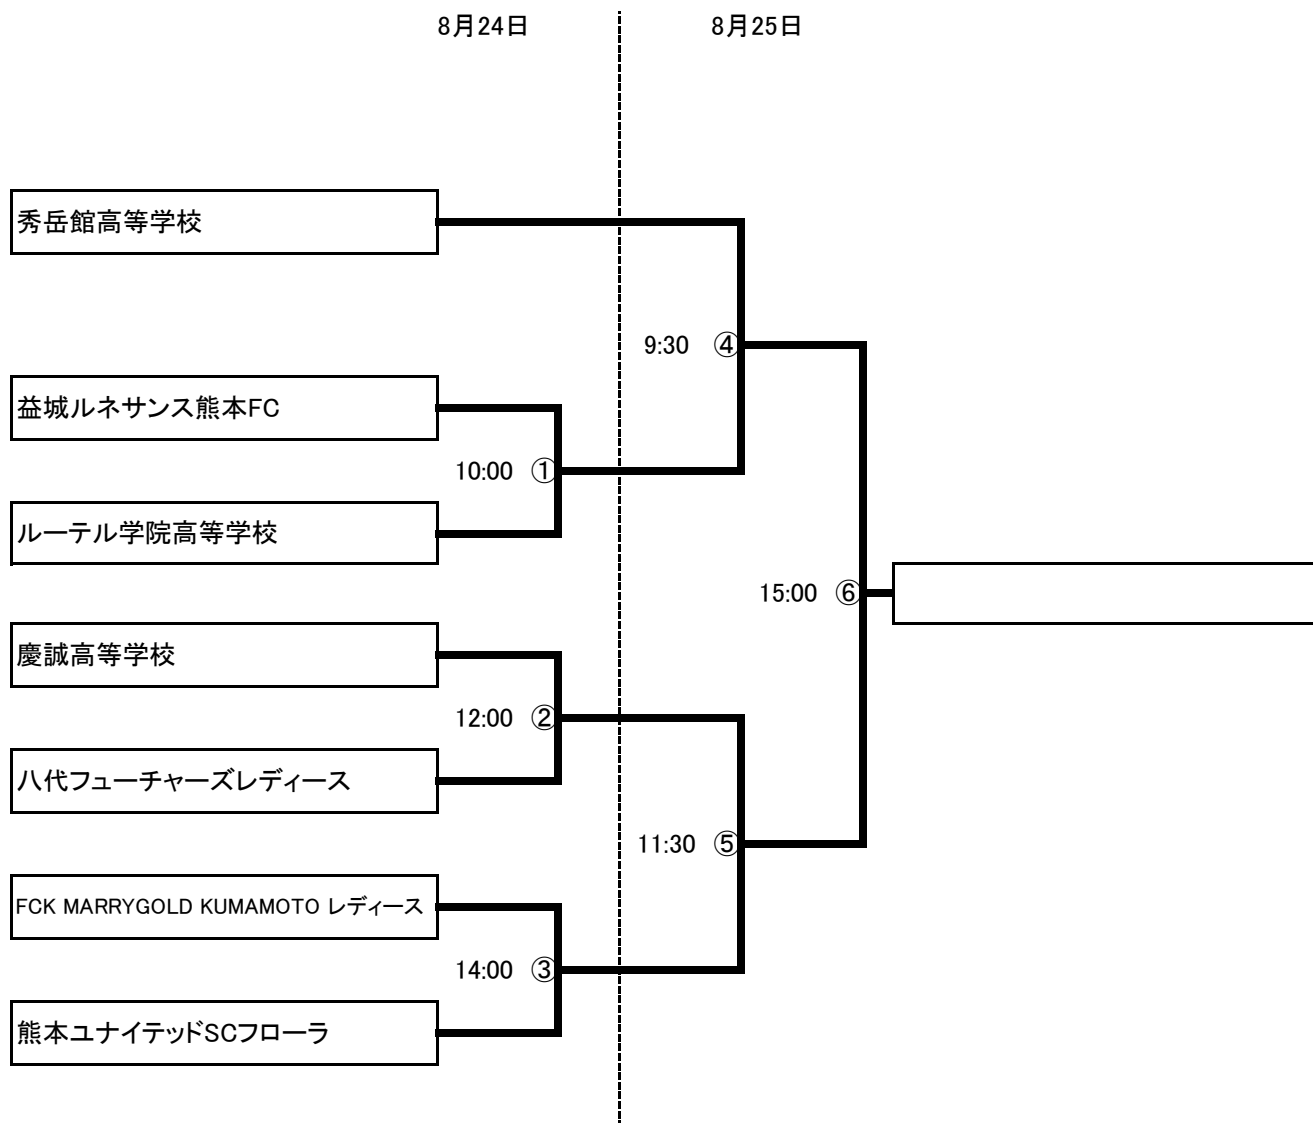 8月24日
8月25日
秀岳館高等学校
9:30 ④
益城ルネサンス熊本FC
10:00 ①
ルーテル学院高等学校
15:00 ⑥
慶誠高等学校
12:00 ②
八代フューチャーズレディース
11:30 ⑤
FCK MARRYGOLD KUMAMOTO レディース
14:00 ③
熊本ユナイテッドSCフローラ